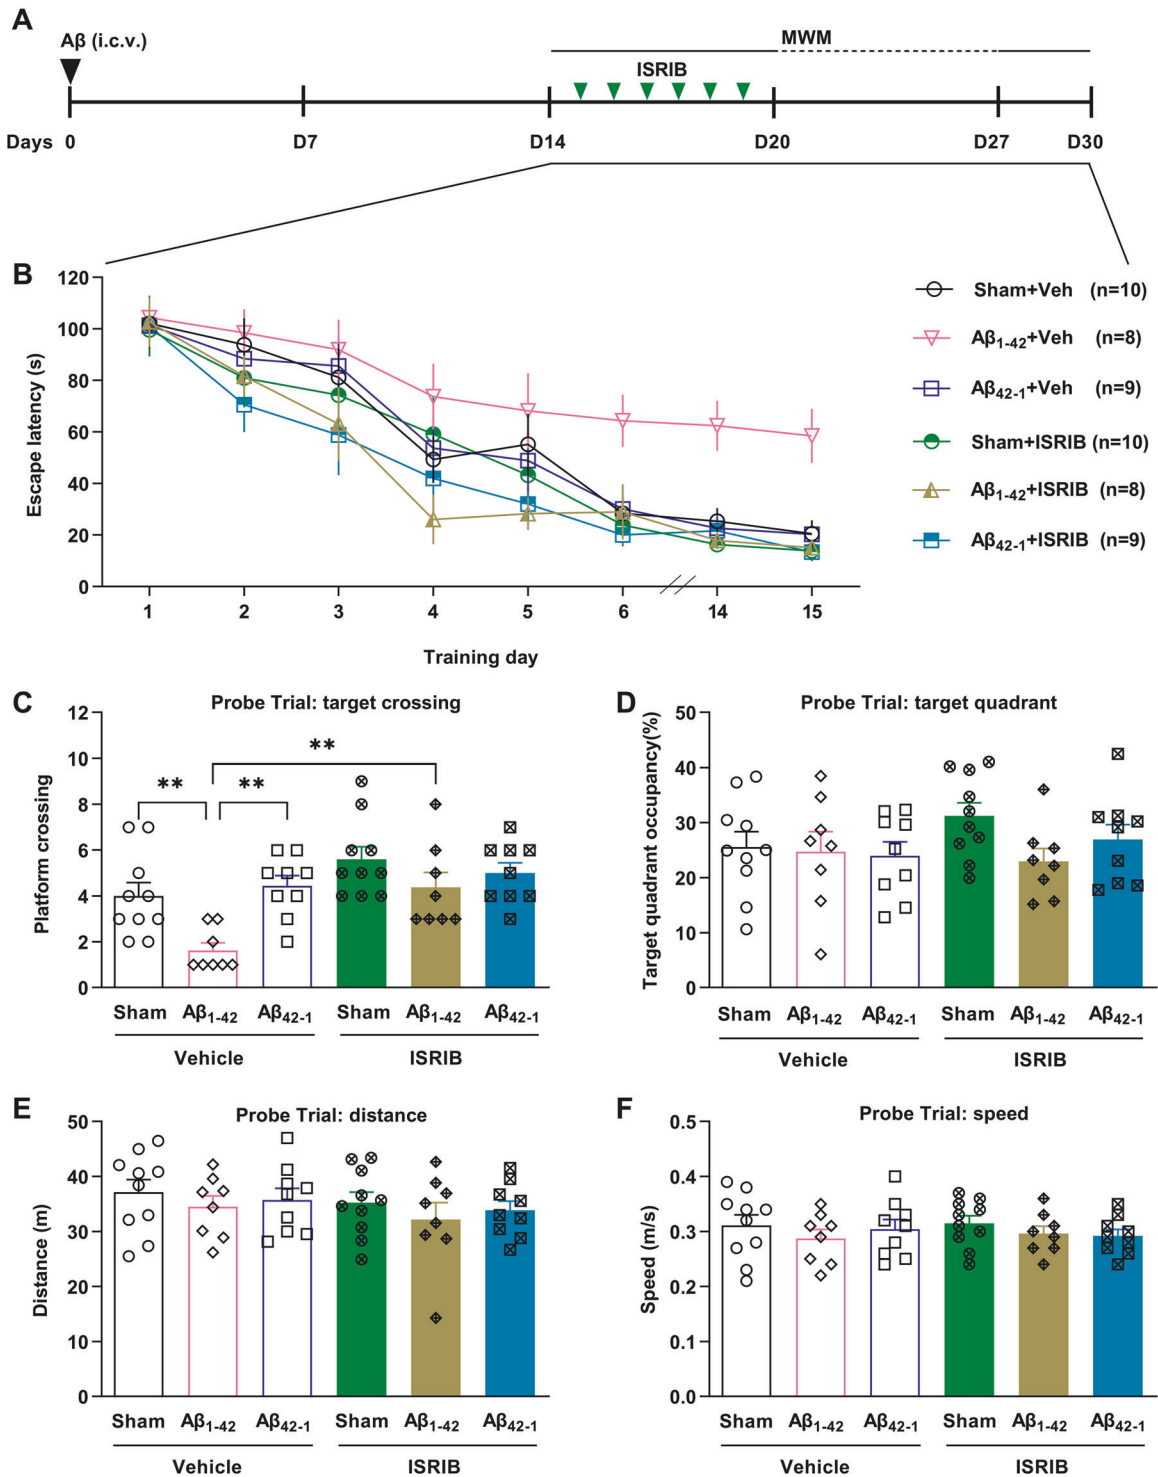 A
Aβ (i.c.v.)
MWM
ISRIB
Days 0 D7 D14 D20 D27 D30
B
Escape latency (s)
120
100
80
60
40
20
0
1 2 3 4 5 6 14 15
Training day
Sham+Veh (n=10)
Aβ1-42+Veh (n=8)
Aβ42-1+Veh (n=9)
Sham+ISRIB (n=10)
Aβ1-42+ISRIB (n=8)
Aβ42-1+ISRIB (n=9)
C
Probe Trial: target crossing
Platform crossing
12
10
8
6
4
2
0
**
** **
Sham Aβ1-42 Aβ42-1 Sham Aβ1-42 Aβ42-1
Vehicle ISRIB
D
Probe Trial: target quadrant
Target quadrant occupancy(%)
50
40
30
20
10
0
Sham Aβ1-42 Aβ42-1 Sham Aβ1-42 Aβ42-1
Vehicle ISRIB
E
Probe Trial: distance
Distance (m)
50
40
30
20
10
0
Sham Aβ1-42 Aβ42-1 Sham Aβ1-42 Aβ42-1
Vehicle ISRIB
F
Probe Trial: speed
Speed (m/s)
0.5
0.4
0.3
0.2
0.1
0.0
Sham Aβ1-42 Aβ42-1 Sham Aβ1-42 Aβ42-1
Vehicle ISRIB